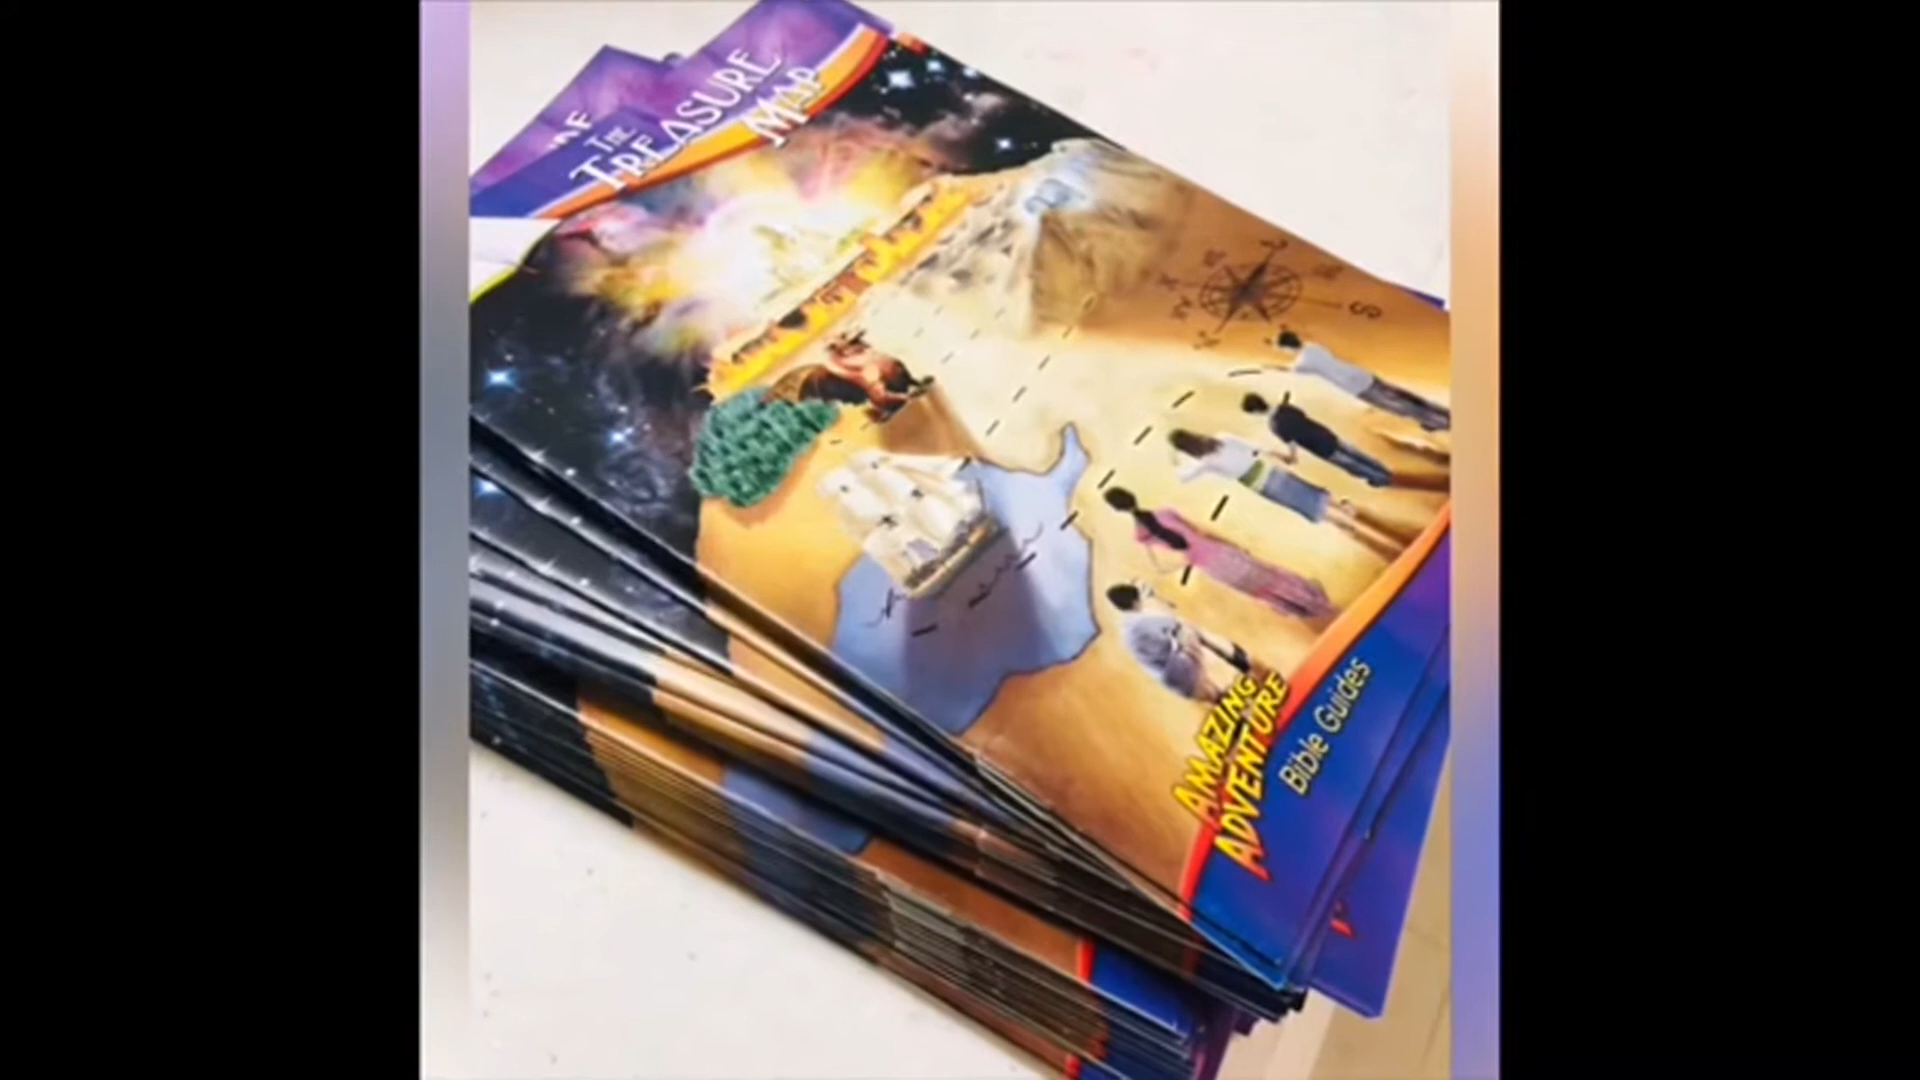 THE
TREASURE
MAP
AMAZING
ADVENTURE
Bible Guides
S